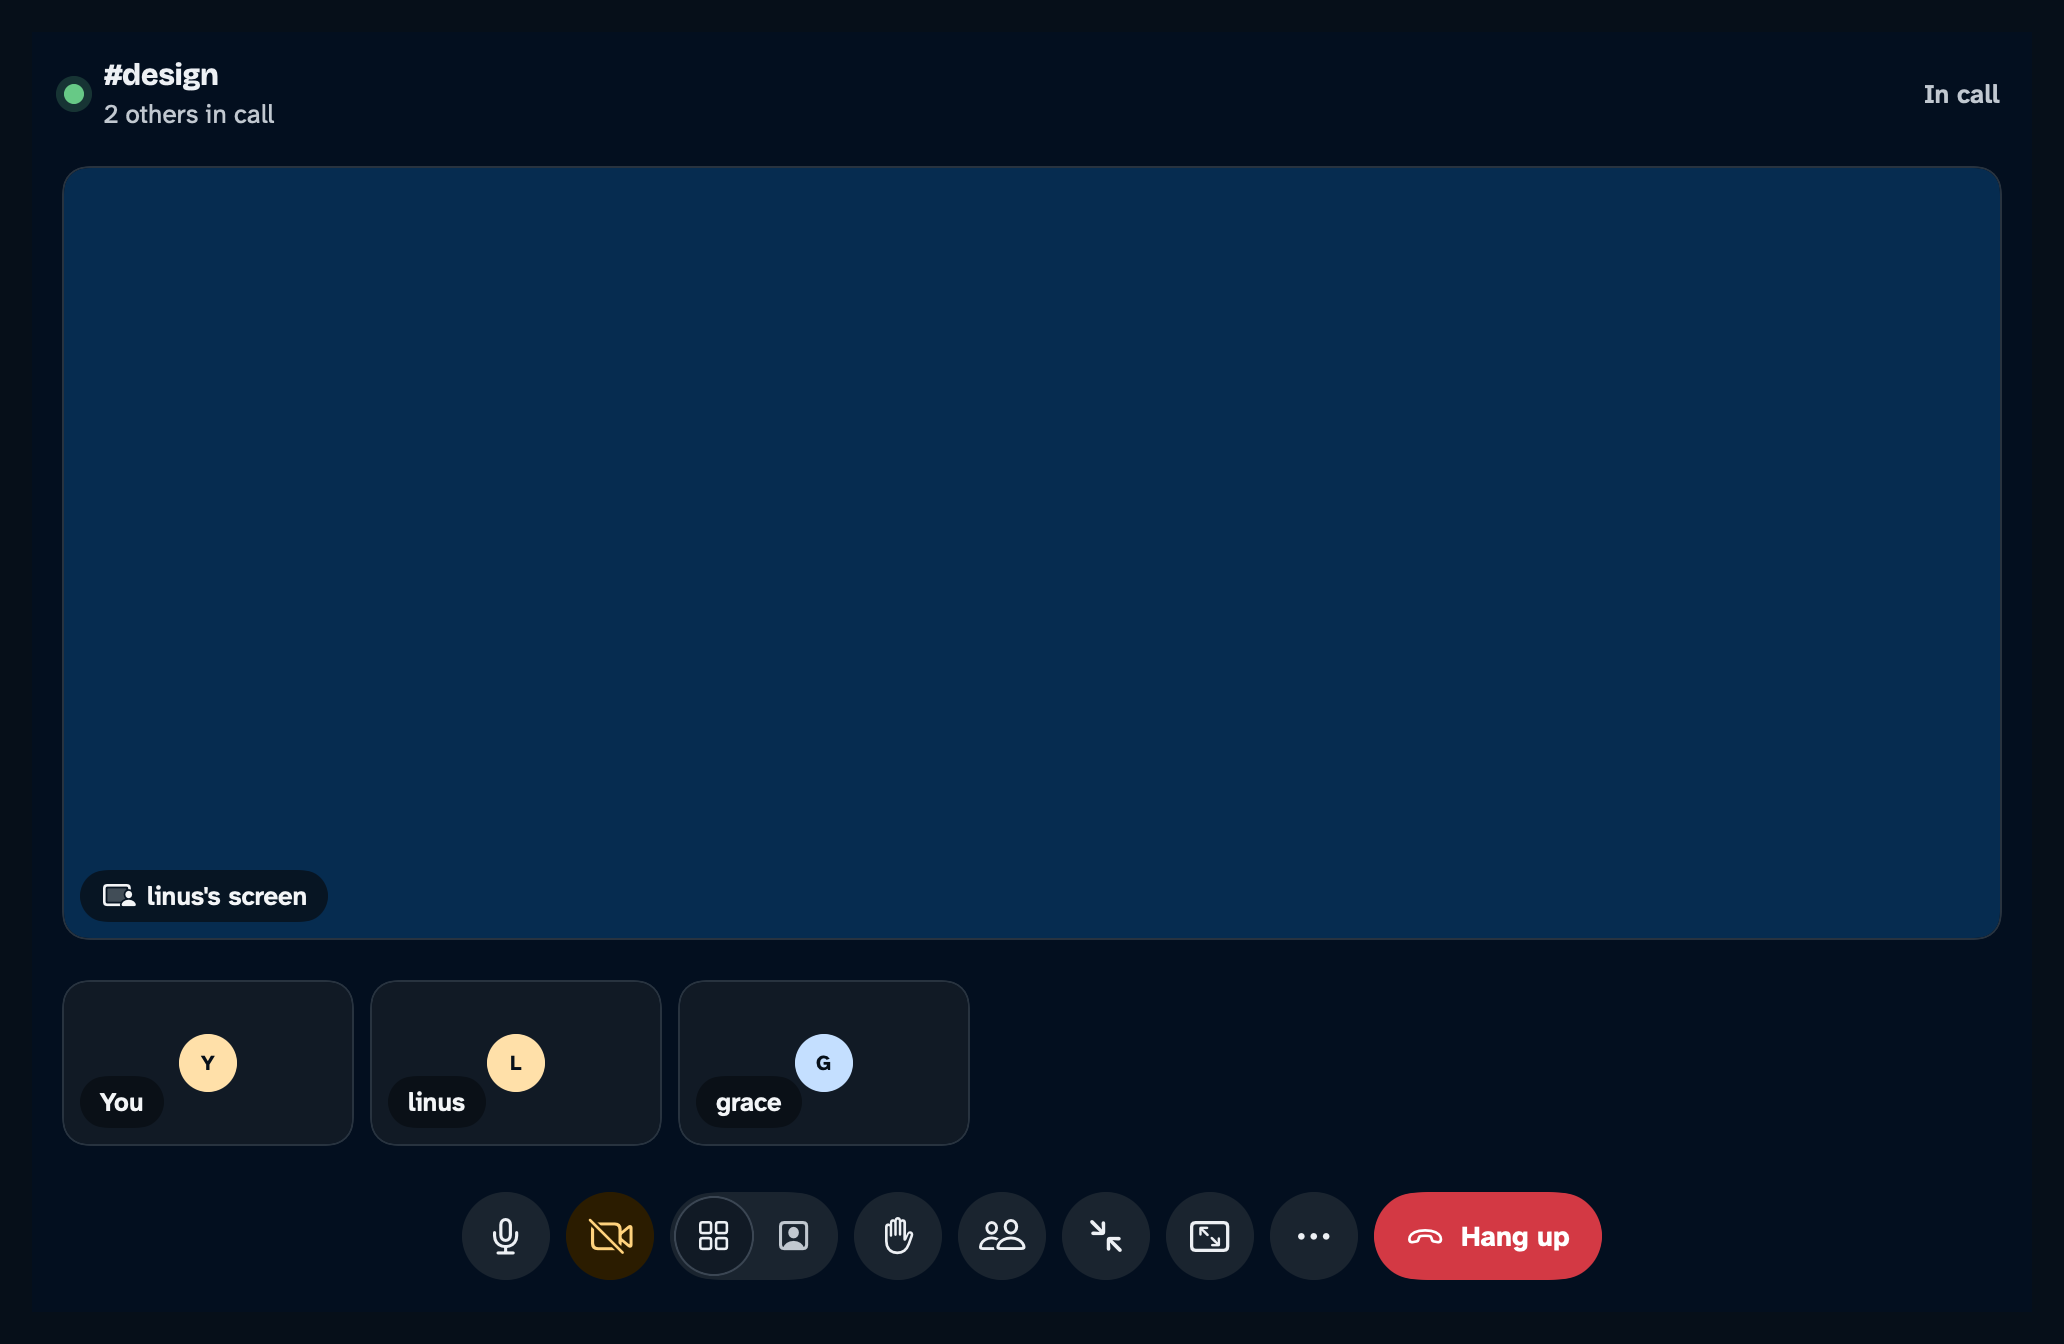 #design
2 others in call
In call
linus's screen
Y
You
L
linus
G
grace
Hang up